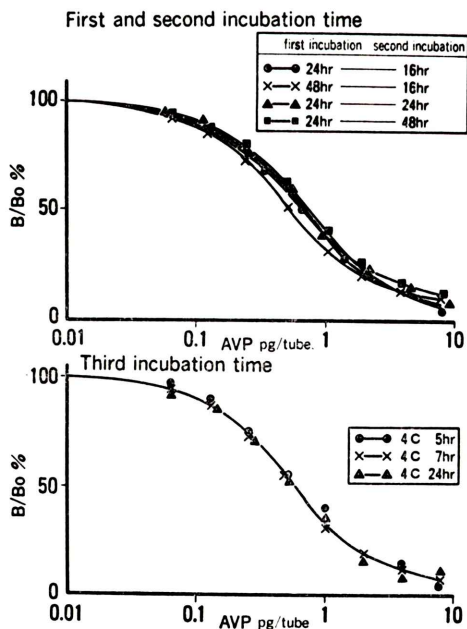 First and second incubation time
first incubation second incubation
24hr 16hr
48hr 16hr
24hr 24hr
24hr 48hr
100
50
0
B/Bo %
0.01 0.1 1 10
AVP pg/tube.
Third incubation time
4 C 5hr
4 C 7hr
4 C 24hr
100
50
0
B/Bo %
0.01 0.1 1 10
AVP pg/tube